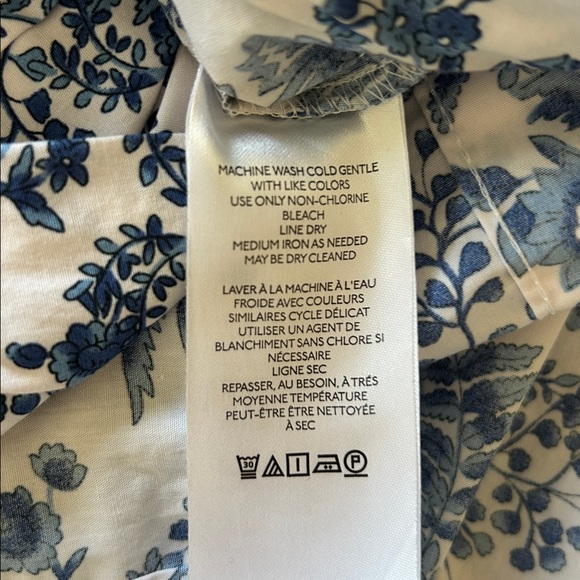 MACHINE WASH COLD GENTLE
WITH LIKE COLORS
USE ONLY NON-CHLORINE
BLEACH
LINE DRY
MEDIUM IRON AS NEEDED
MAY BE DRY CLEANED
LAVER À LA MACHINE À L'EAU
FROIDE AVEC COULEURS
SIMILAIRES CYCLE DÉLICAT
UTILISER UN AGENT DE
BLANCHIMENT SANS CHLORE SI
NÉCESSAIRE
LIGNE SEC
REPASSER, AU BESOIN, À TRÉS
MOYENNE TEMPÉRATURE
PEUT-ÊTRE ÊTRE NETTOYÉE
À SEC
30 P